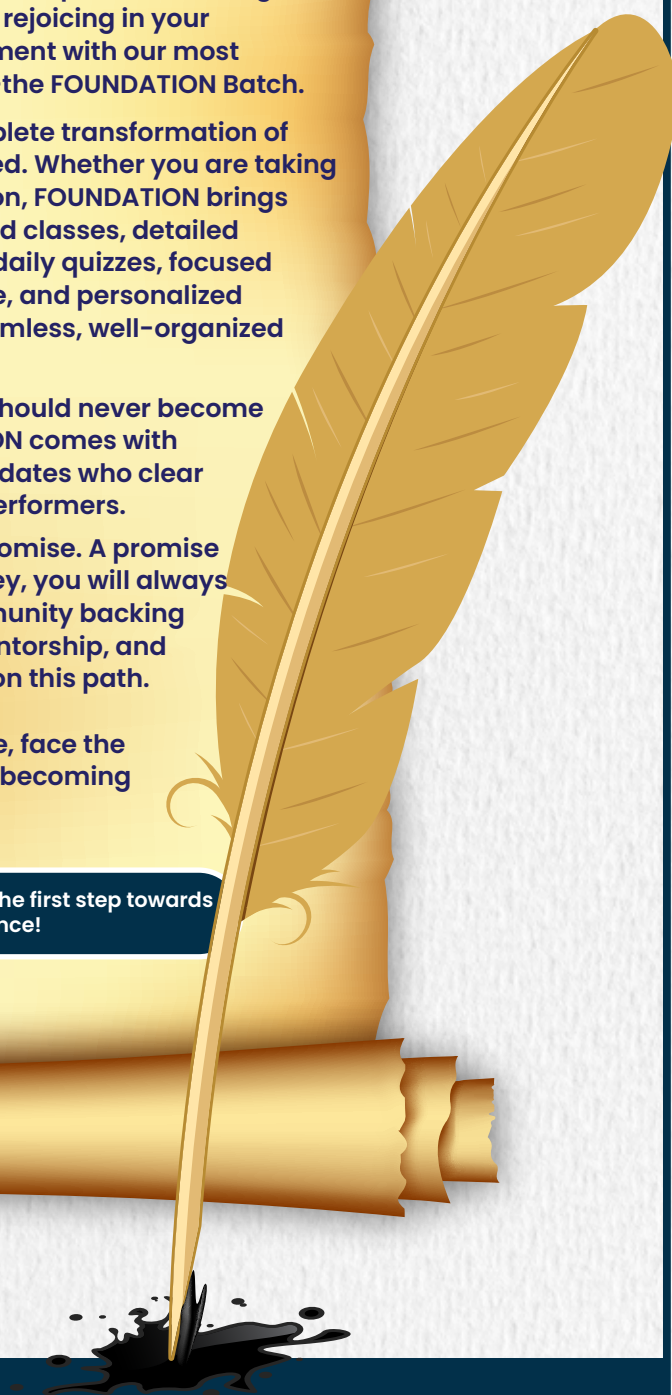 rejoicing in your
ment with our most
the FOUNDATION Batch.
plete transformation of
ed. Whether you are taking
on, FOUNDATION brings
d classes, detailed
daily quizzes, focused
e, and personalized
mless, well-organized
hould never become
ON comes with
dates who clear
erformers.
omise. A promise
ey, you will always
munity backing
ntorship, and
on this path.
e, face the
becoming
he first step towards
nce!